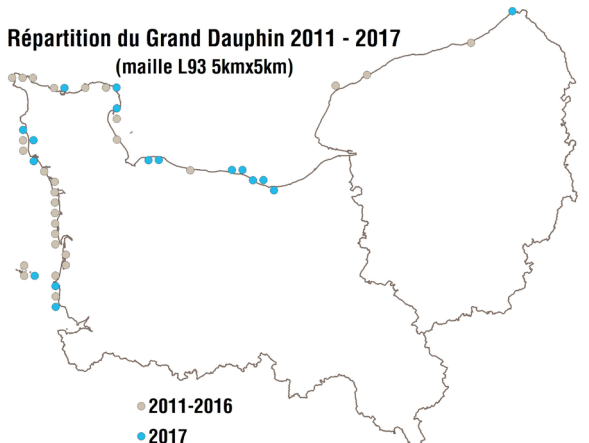 Répartition du Grand Dauphin 2011 - 2017
(maille L93 5kmx5km)
2011-2016
2017